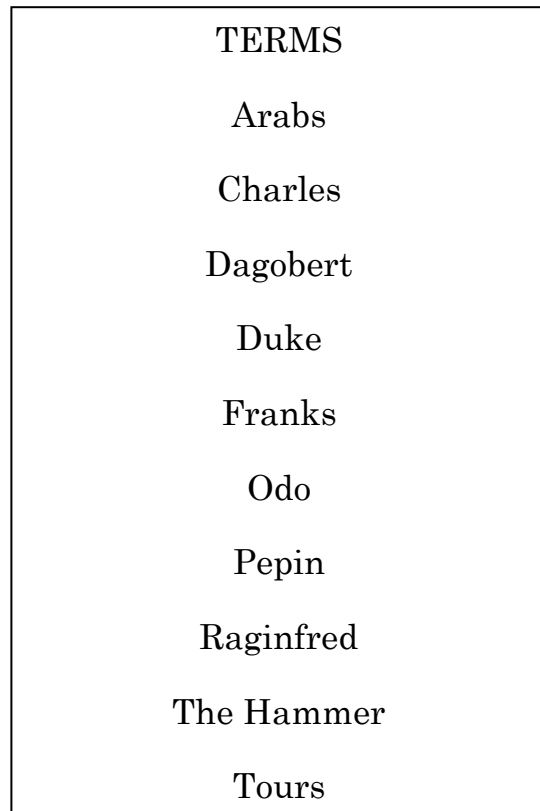 TERMS
Arabs
Charles
Dagobert
Duke
Franks
Odo
Pepin
Raginfred
The Hammer
Tours